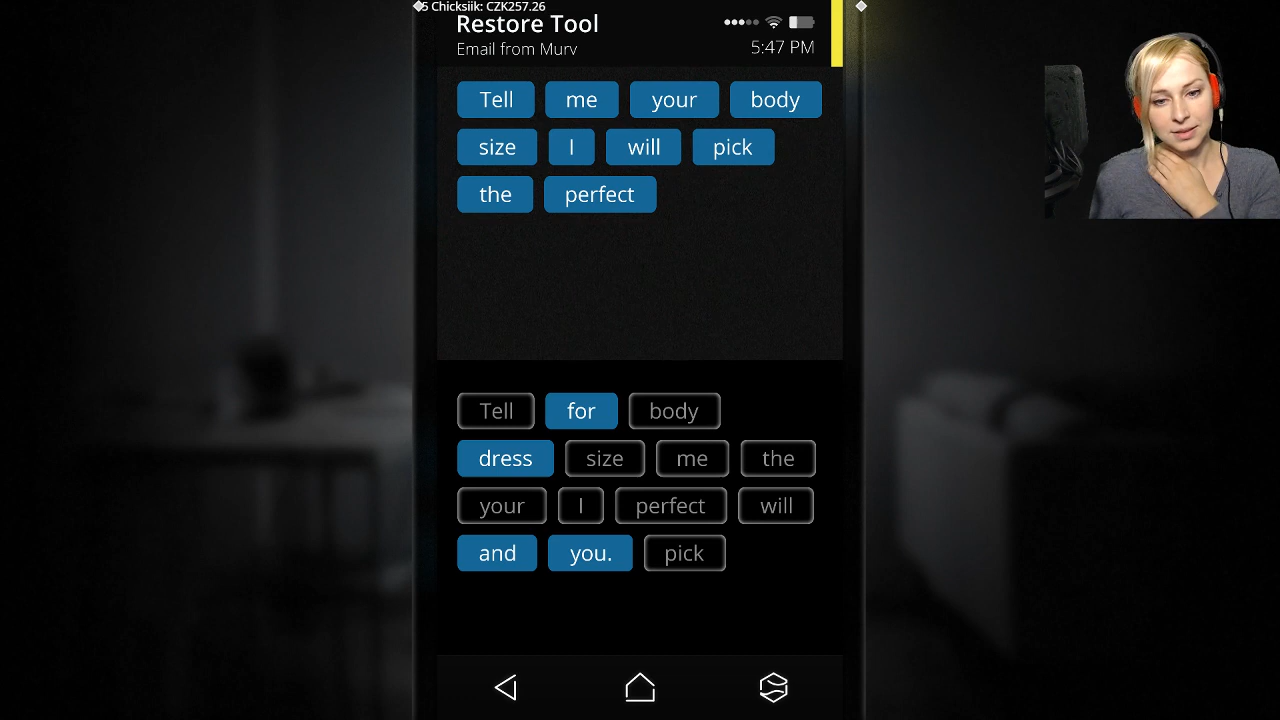 5 Chicksiik: CZK257.26
Restore Tool
Email from Murv
5:47 PM
Tell me your body
size I will pick
the perfect
Tell for body
dress size me the
your I perfect will
and you. pick